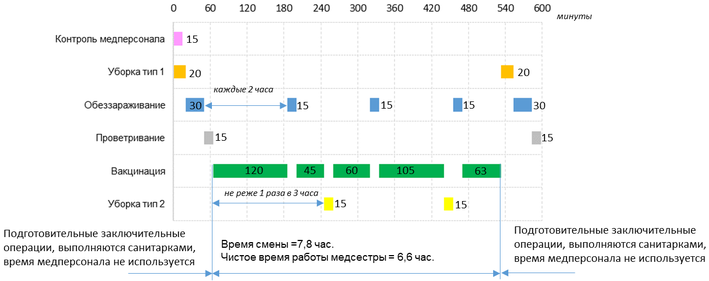 0 60 120 180 240 300 360 420 480 540 600
минуты
Контроль медперсонала 15
Уборка тип 1 20 20
каждые 2 часа
Обеззараживание 30 15 15 15 30
Проветривание 15 15
Вакцинация 120 45 60 105 63
не реже 1 раза в 3 часа
Уборка тип 2 15 15
Подготовительные заключительные
операции, выполняются санитарками,
время медперсонала не используется
Время смены =7,8 час.
Чистое время работы медсестры = 6,6 час.
Подготовительные заключительные
операции, выполняются санитарками,
время медперсонала не используется